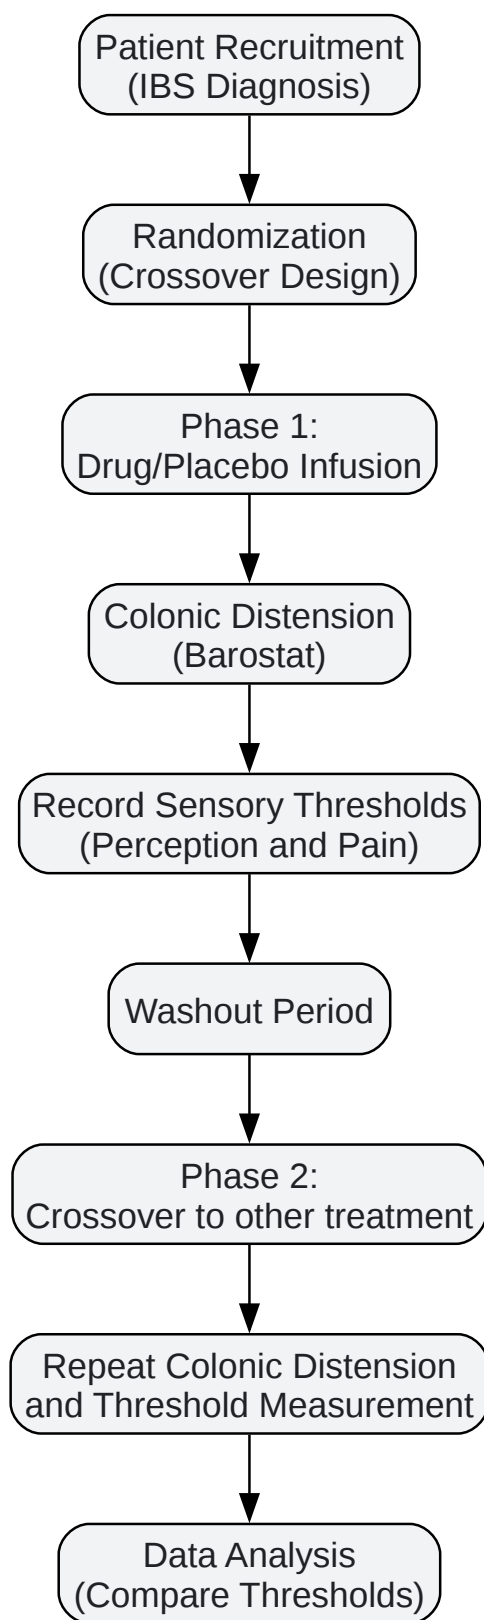 Patient Recruitment
(IBS Diagnosis)
Randomization
(Crossover Design)
Phase 1:
Drug/Placebo Infusion
Colonic Distension
(Barostat)
Record Sensory Thresholds
(Perception and Pain)
Washout Period
Phase 2:
Crossover to other treatment
Repeat Colonic Distension
and Threshold Measurement
Data Analysis
(Compare Thresholds)